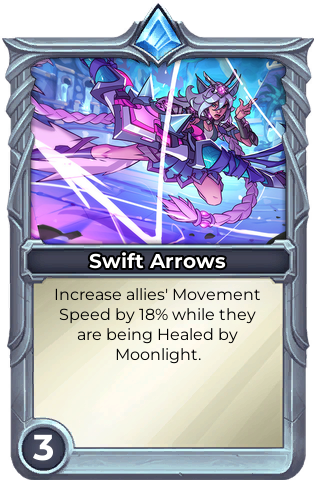 Swift Arrows
Increase allies' Movement
Speed by 18% while they
are being Healed by
Moonlight.
3